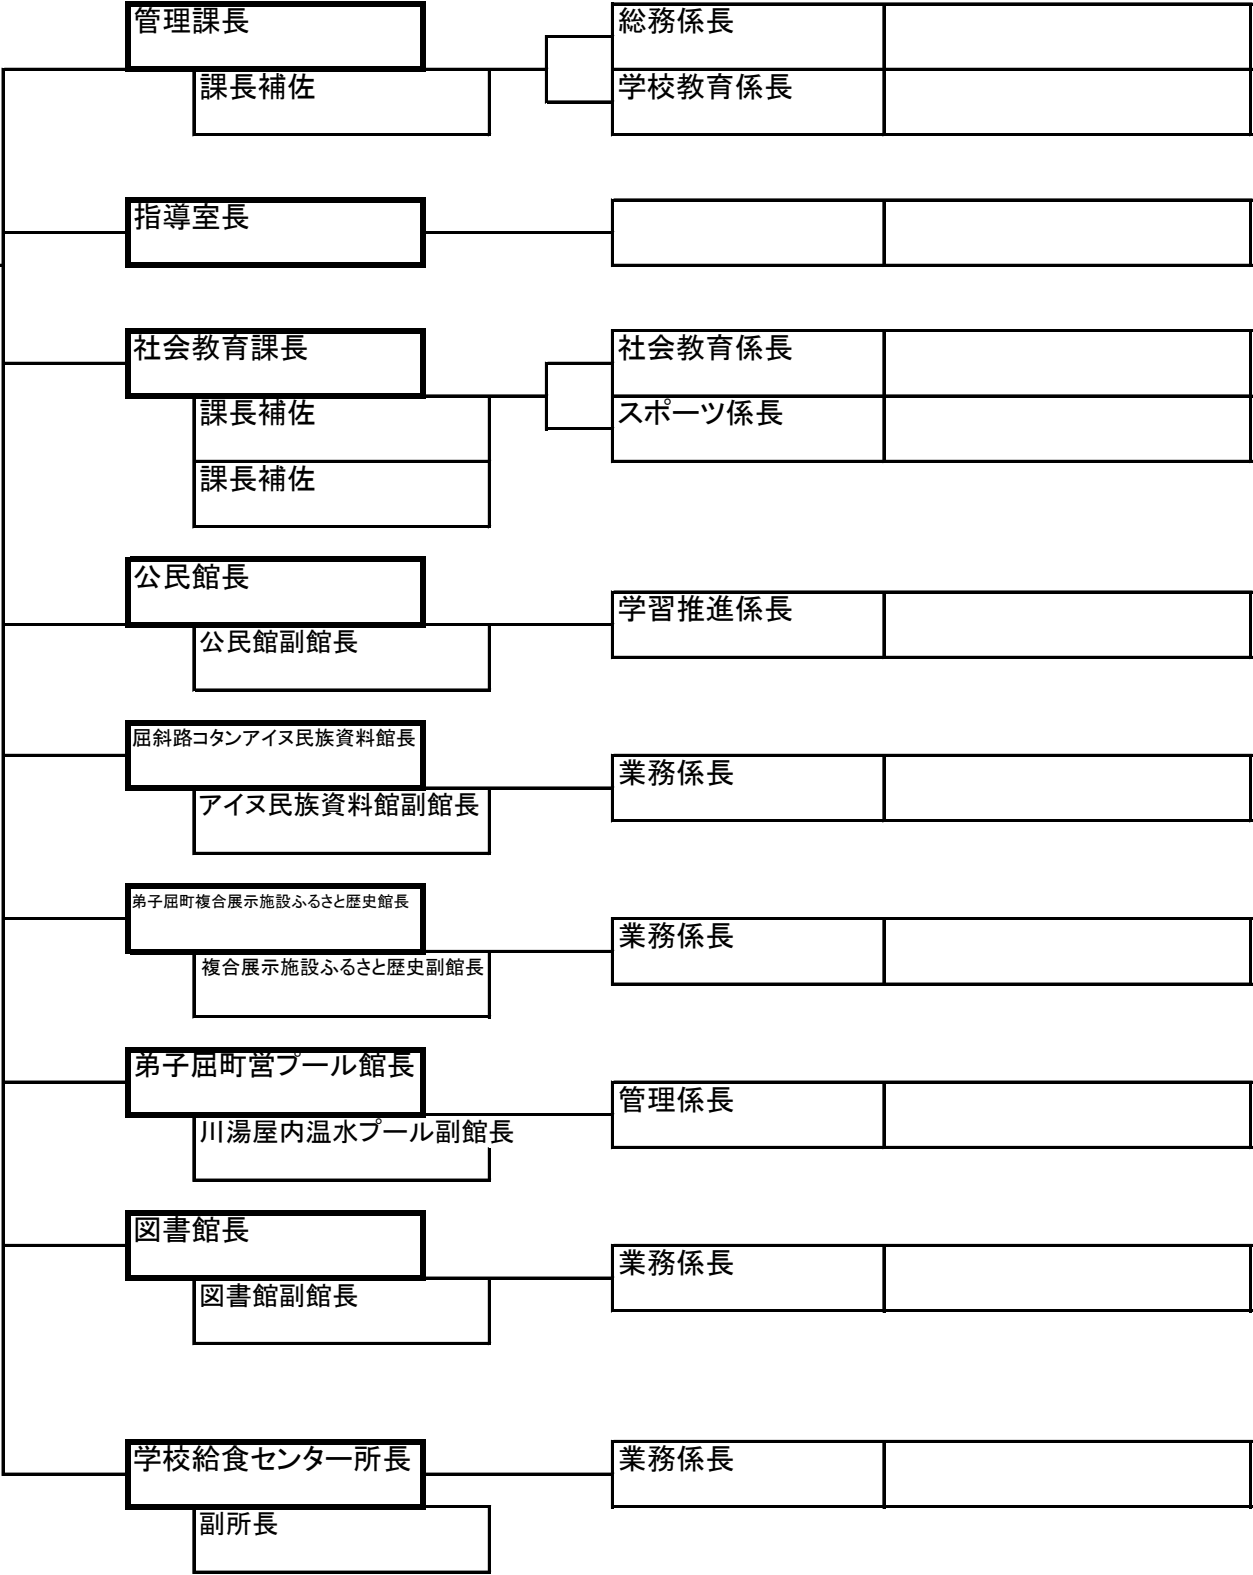 管理課長
総務係長
課長補佐
学校教育係長
指導室長
社会教育課長
社会教育係長
課長補佐
スポーツ係長
課長補佐
公民館長
学習推進係長
公民館副館長
屈斜路コタンアイヌ民族資料館長
業務係長
アイヌ民族資料館副館長
弟子屈町複合展示施設ふるさと歴史館長
業務係長
複合展示施設ふるさと歴史副館長
弟子屈町営プール館長
管理係長
川湯屋内温水プール副館長
図書館長
業務係長
図書館副館長
学校給食センター所長
業務係長
副所長